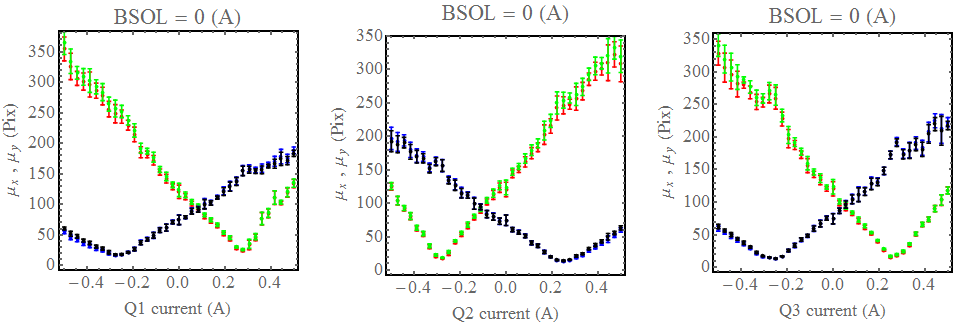 BSOL = 0 (A)
350
300
250
200
150
100
50
0
μx , μy (Pix)
−0.4 −0.2 0.0 0.2 0.4
Q1 current (A)
BSOL = 0 (A)
350
300
250
200
150
100
50
0
μx , μy (Pix)
−0.4 −0.2 0.0 0.2 0.4
Q2 current (A)
BSOL = 0 (A)
350
300
250
200
150
100
50
0
μx , μy (Pix)
−0.4 −0.2 0.0 0.2 0.4
Q3 current (A)